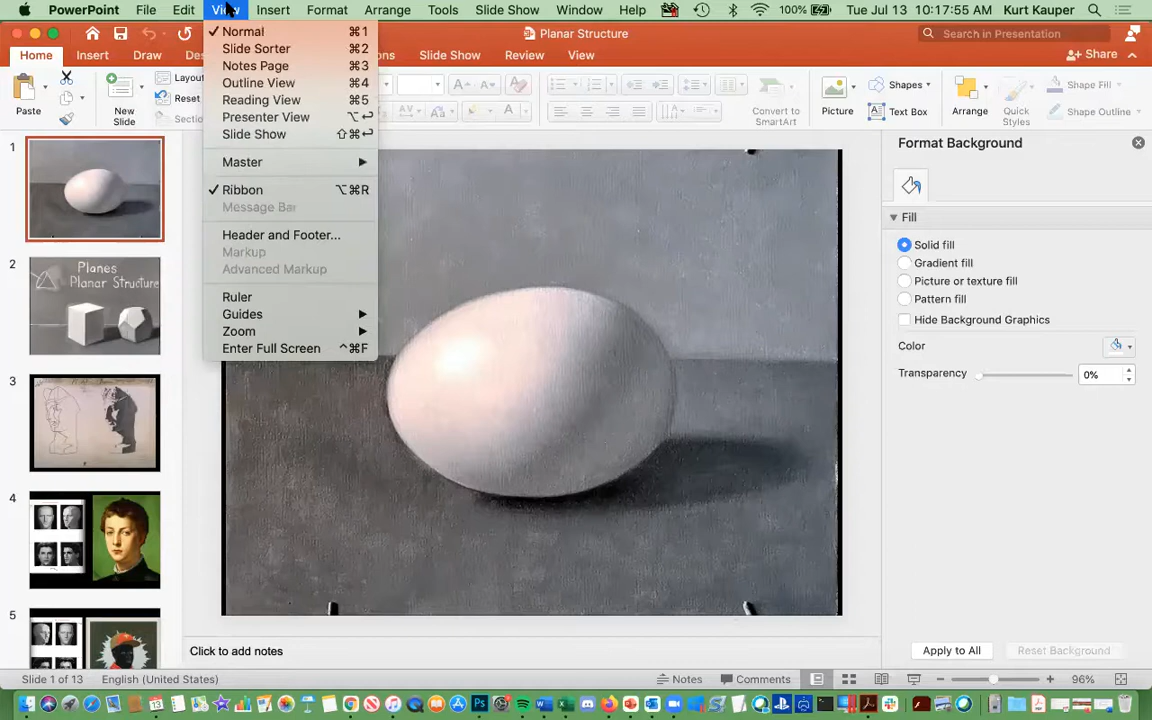 PowerPoint File Edit View Insert Format Arrange Tools Slide Show Window Help 100% Tue Jul 13 10:17:55 AM Kurt Kauper
Planar Structure
Search in Presentation
Home Insert Draw Slide Show Review View
Share
Paste
New Slide
Layout
Reset
Section
Convert to SmartArt
Picture
Shapes
Text Box
Arrange
Quick Styles
Shape Fill
Shape Outline
Normal ⌘1
Slide Sorter ⌘2
Notes Page ⌘3
Outline View ⌘4
Reading View ⌘5
Presenter View ⌥↩
Slide Show ⇧⌘↩
Master
Ribbon ⌥⌘R
Message Bar
Header and Footer...
Markup
Advanced Markup
Ruler
Guides
Zoom
Enter Full Screen ^⌘F
1
2
Planes
Planar Structure
3
4
5
Format Background
Fill
Solid fill
Gradient fill
Picture or texture fill
Pattern fill
Hide Background Graphics
Color
Transparency 0%
Apply to All Reset Background
Click to add notes
Slide 1 of 13 English (United States) Notes Comments 96%